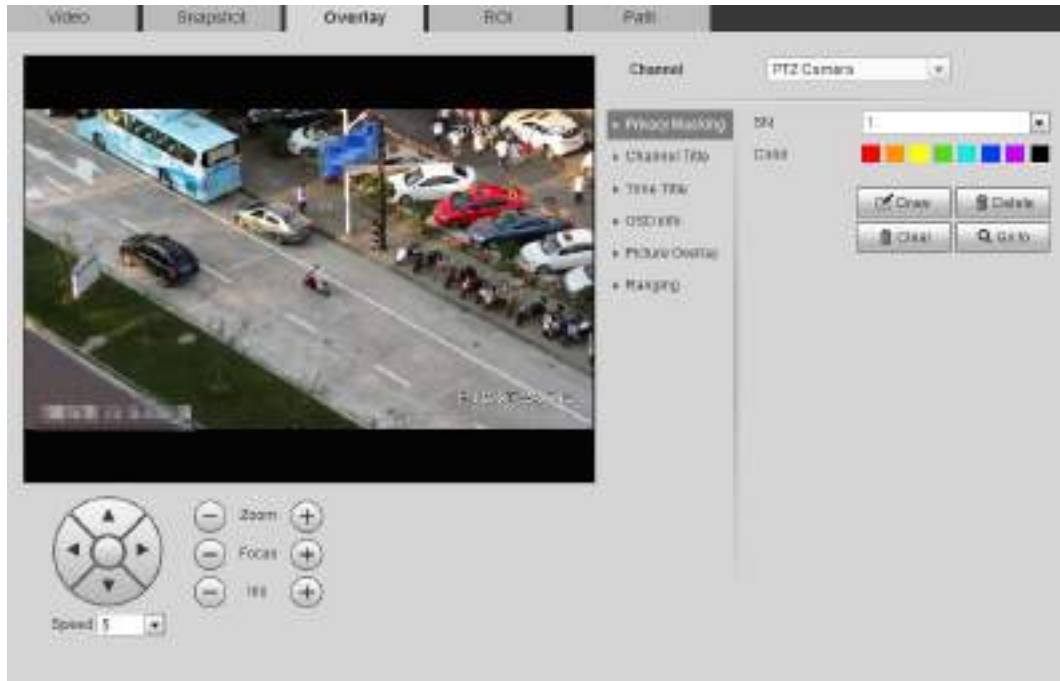 Video Snapshot Overlay ROI Path
Channel PTZ Camera
Privacy Masking
Channel Title
Time Title
OSD Info
Picture Overlay
Ranging
SN 1
Color
Draw Delete
Clear Go to
Zoom
Focus
Iris
Speed 5